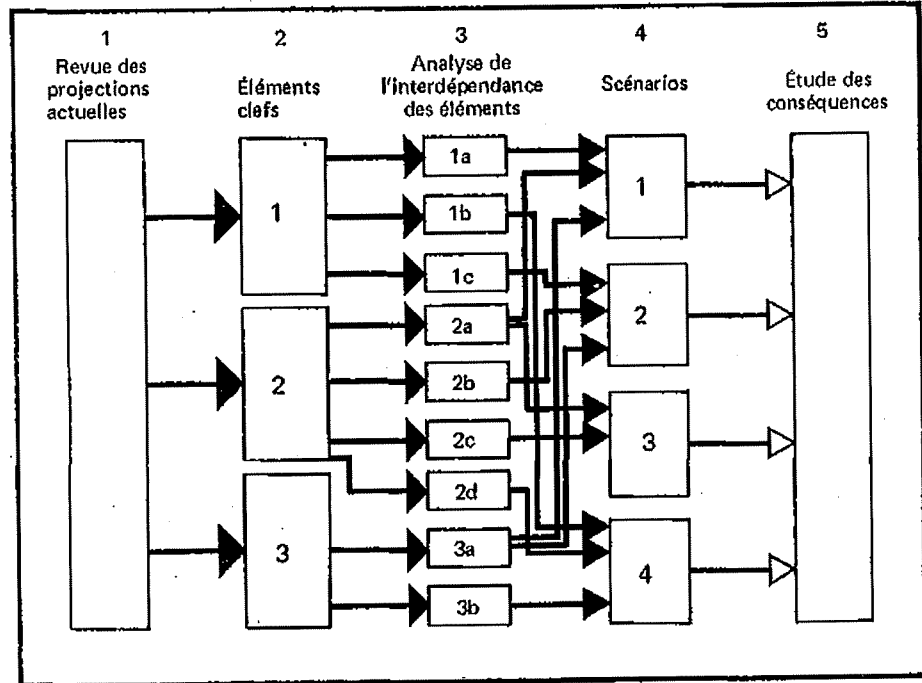 1
Revue des
projections
actuelles
2
Éléments
clefs
3
Analyse de
l'interdépendance
des éléments
4
Scénarios
5
Étude des
conséquences
1
2
3
1a
1b
1c
2a
2b
2c
2d
3a
3b
1
2
3
4